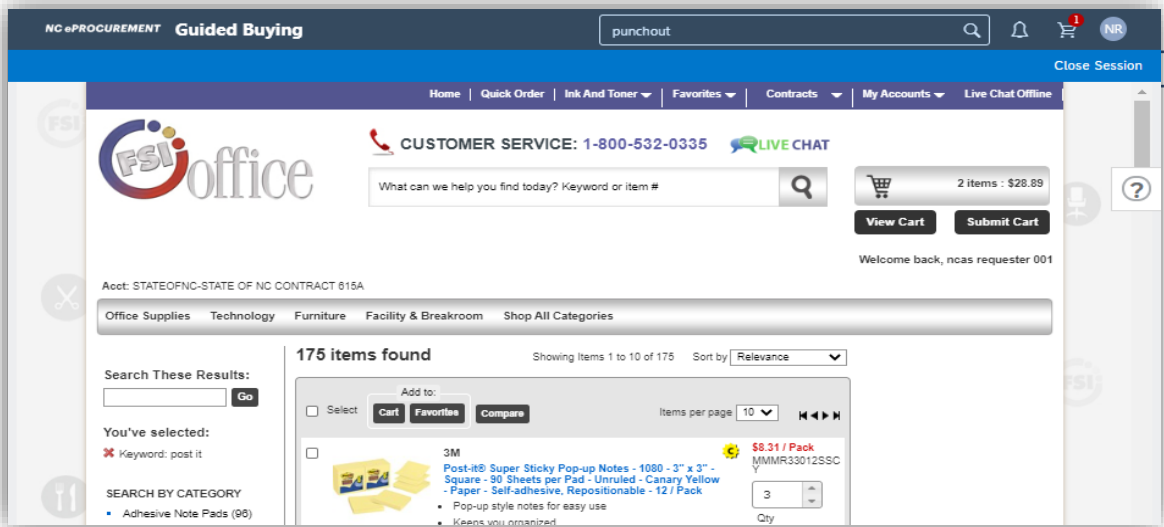 NC ePROCUREMENT Guided Buying
punchout
1
NR
Close Session
Home | Quick Order | Ink And Toner | Favorites | Contracts | My Accounts | Live Chat Offline
FSI
FSI office
CUSTOMER SERVICE: 1-800-532-0335
LIVE CHAT
What can we help you find today? Keyword or item #
2 items : $28.89
?
View Cart Submit Cart
Welcome back, ncas requester 001
Acct: STATEOFNC-STATE OF NC CONTRACT 615A
Office Supplies Technology Furniture Facility & Breakroom Shop All Categories
175 items found
Showing Items 1 to 10 of 175 Sort by Relevance
Search These Results:
Go
You've selected:
Keyword: post it
SEARCH BY CATEGORY
Adhesive Note Pads (96)
Add to:
Select Cart Favorites Compare
Items per page 10
FSI
3M
Post-it® Super Sticky Pop-up Notes - 1080 - 3" x 3" -
Square - 90 Sheets per Pad - Unruled - Canary Yellow
- Paper - Self-adhesive, Repositionable - 12 / Pack
Pop-up style notes for easy use
Keeps you organized
C
$8.31 / Pack
MMMR33012SSC
Y
3
Qty